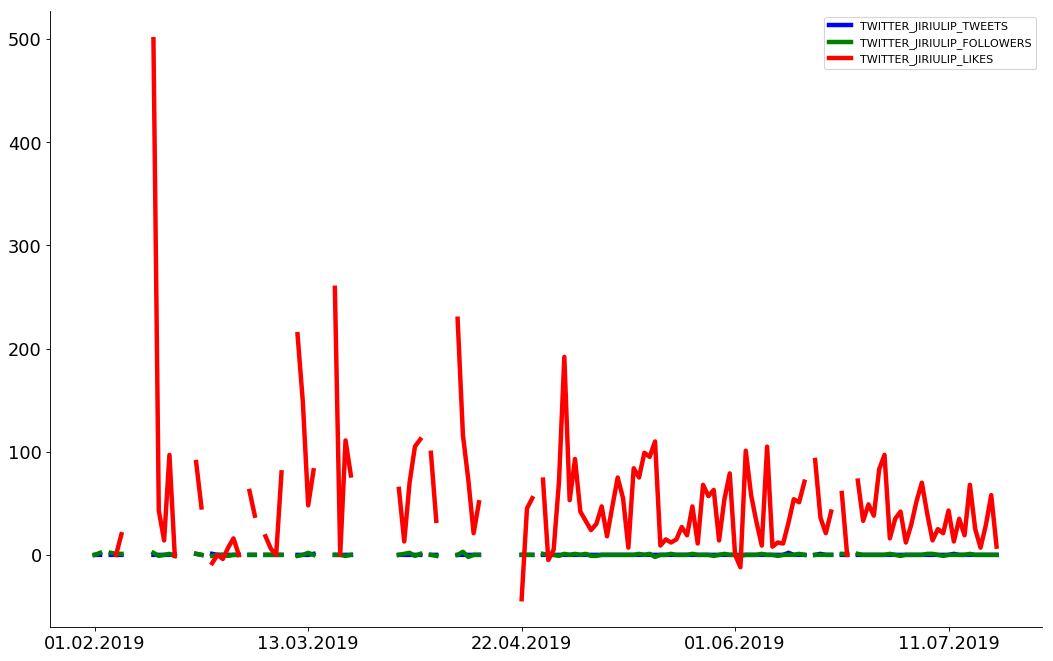 TWITTER_JIRIULIP_TWEETS
TWITTER_JIRIULIP_FOLLOWERS
TWITTER_JIRIULIP_LIKES
500
400
300
200
100
0
01.02.2019 13.03.2019 22.04.2019 01.06.2019 11.07.2019